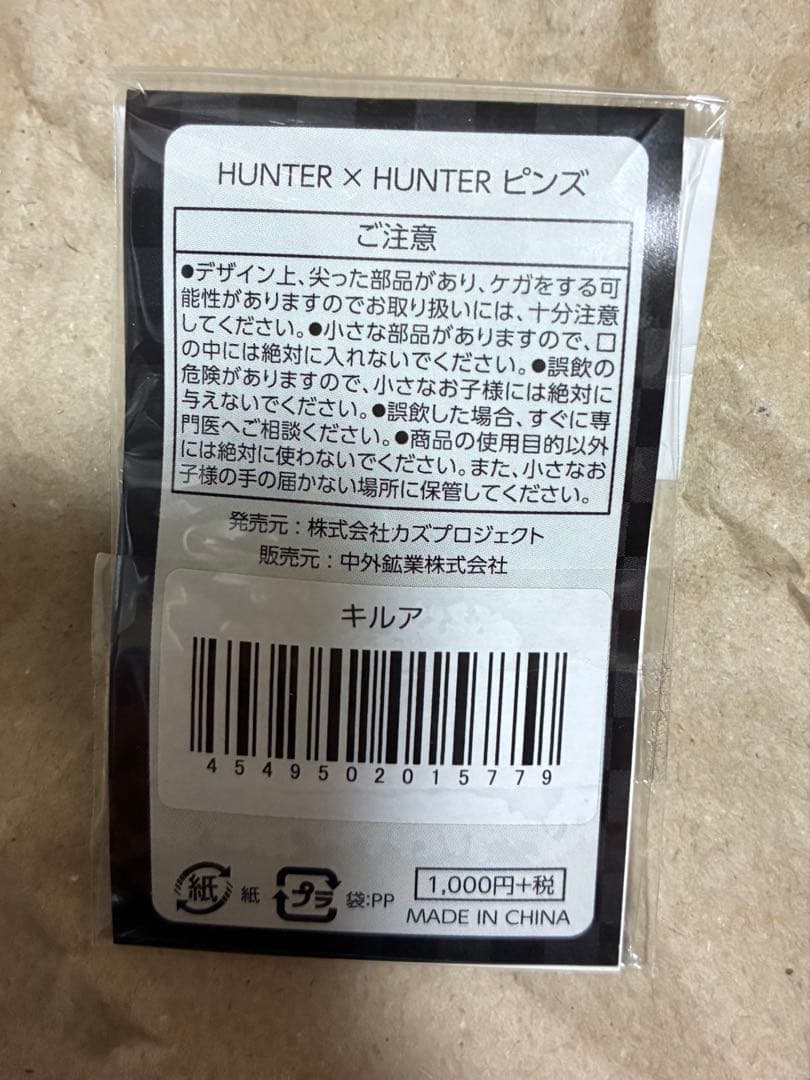 HUNTER × HUNTER ピンズ
ご注意
●デザイン上、尖った部品があり、ケガをする可
能性がありますのでお取り扱いには、十分注意
してください。●小さな部品がありますので、口
の中には絶対に入れないでください。●誤飲の
危険がありますので、小さなお子様には絶対に
与えないでください。●誤飲した場合、すぐに専
門医へご相談ください。●商品の使用目的以外
には絶対に使わないでください。また、小さなお
子様の手の届かない場所に保管してください。
発売元：株式会社カズプロジェクト
販売元：中外鉱業株式会社
キルア
4549502015779
紙 紙 プラ 袋:PP 1,000円+税
MADE IN CHINA